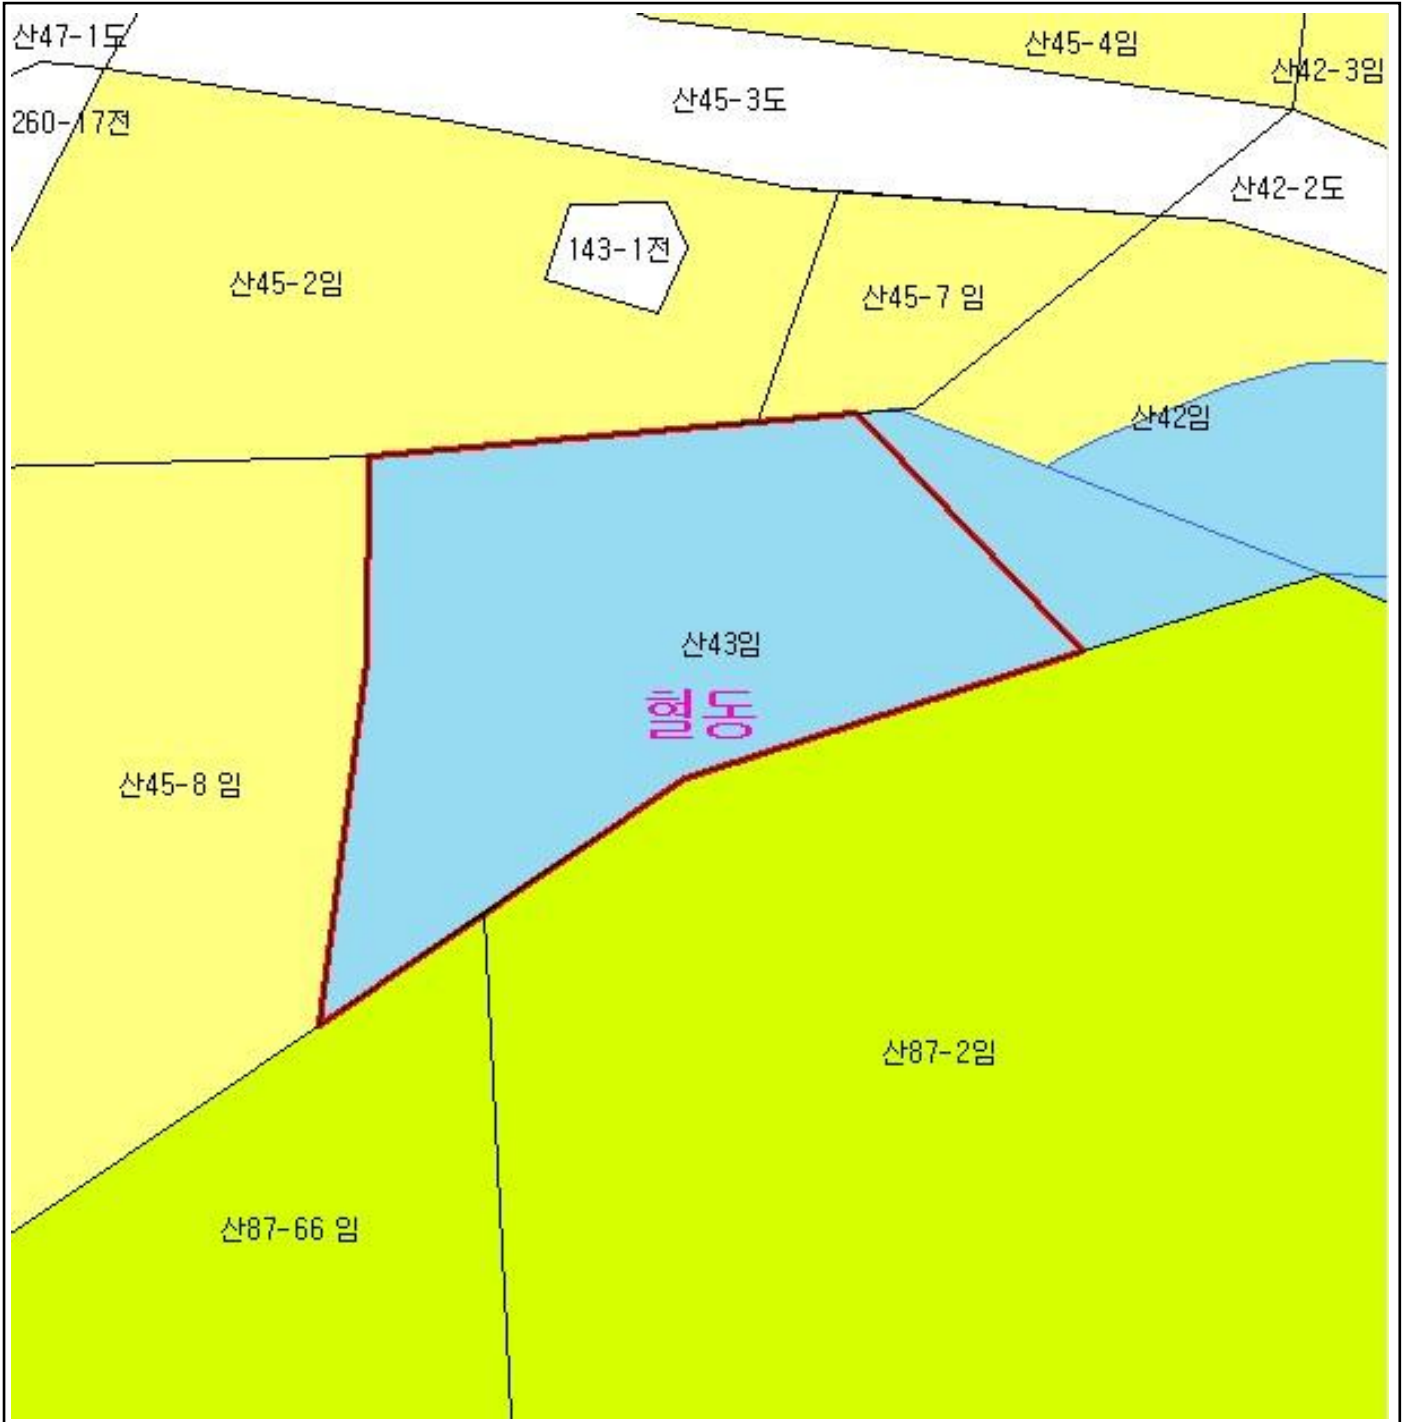 산47-1도
산45-4임
산42-3임
산45-3도
260-17전
산42-2도
143-1전
산45-2임
산45-7 임
산42임
산43임
혈동
산45-8 임
산87-2임
산87-66 임